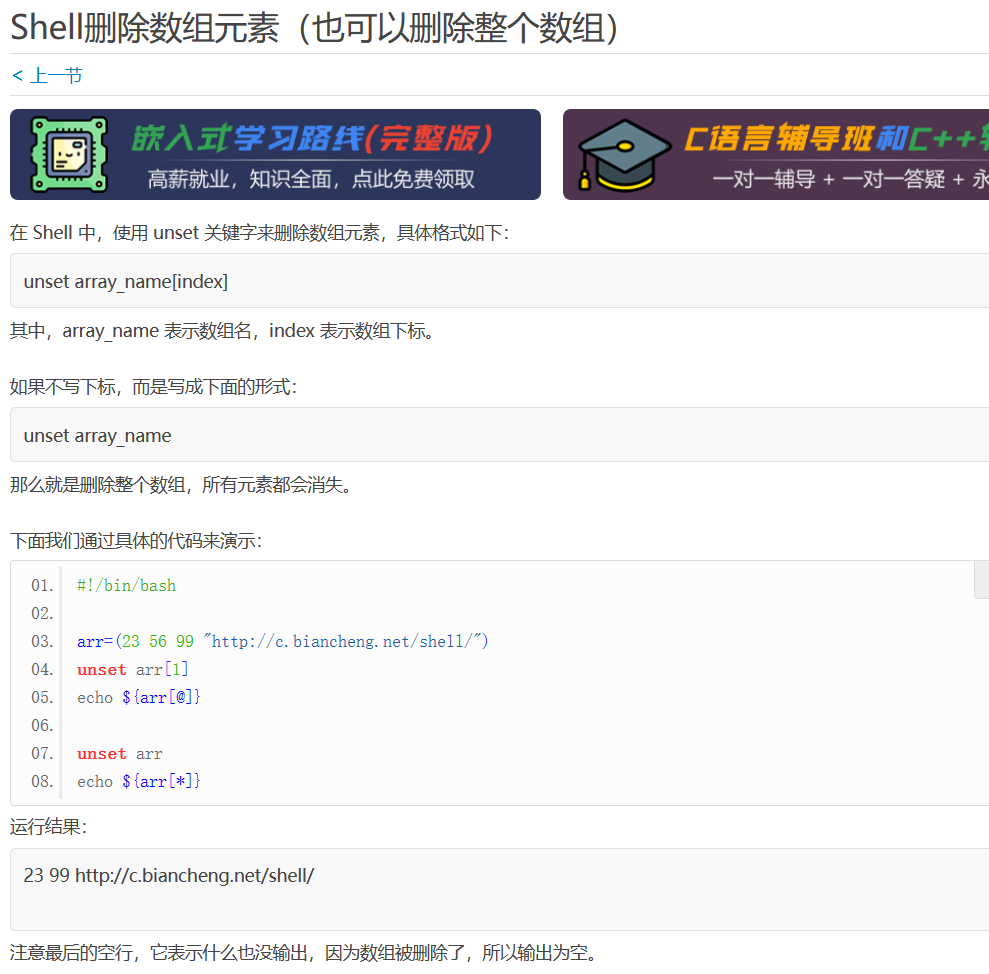 Shell删除数组元素（也可以删除整个数组）
< 上一节
嵌入式学习路线(完整版)
高薪就业，知识全面，点此免费领取
C语言辅导班和C++
一对一辅导 + 一对一答疑 + 永
在 Shell 中，使用 unset 关键字来删除数组元素，具体格式如下：
unset array_name[index]
其中，array_name 表示数组名，index 表示数组下标。
如果不写下标，而是写成下面的形式：
unset array_name
那么就是删除整个数组，所有元素都会消失。
下面我们通过具体的代码来演示：
01. #!/bin/bash
02.
03. arr=(23 56 99 "http://c.biancheng.net/shell/")
04. unset arr[1]
05. echo ${arr[@]}
06.
07. unset arr
08. echo ${arr[*]}
运行结果：
23 99 http://c.biancheng.net/shell/
注意最后的空行，它表示什么也没输出，因为数组被删除了，所以输出为空。